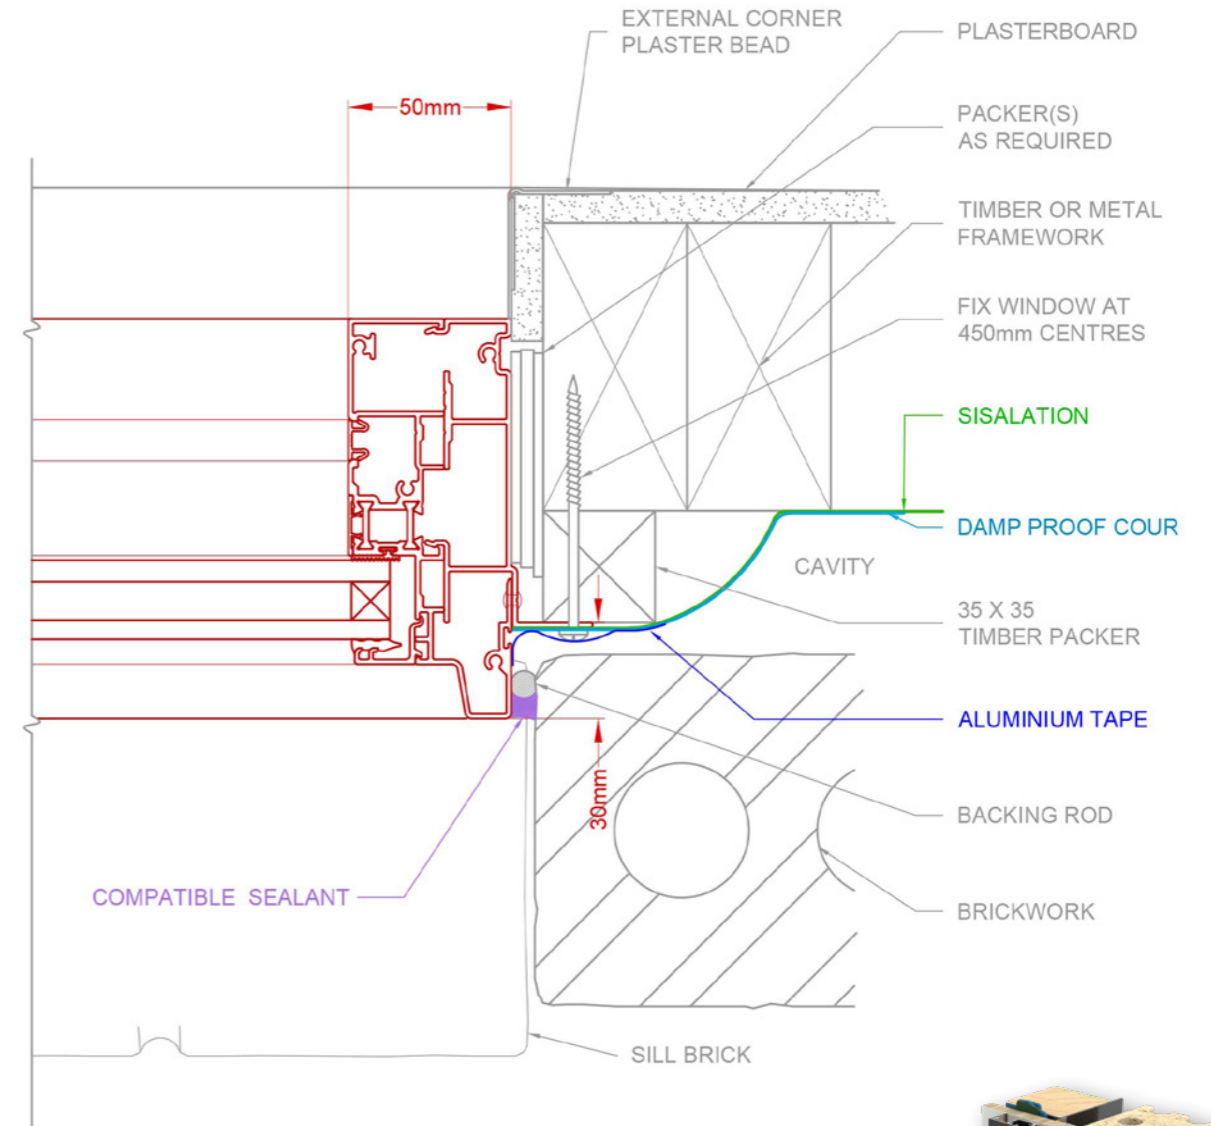 EXTERNAL CORNER
PLASTER BEAD
PLASTERBOARD
50mm
PACKER(S)
AS REQUIRED
TIMBER OR METAL
FRAMEWORK
FIX WINDOW AT
450mm CENTRES
SISALATION
DAMP PROOF COUR
CAVITY
35 X 35
TIMBER PACKER
ALUMINIUM TAPE
30mm
BACKING ROD
COMPATIBLE SEALANT
BRICKWORK
SILL BRICK